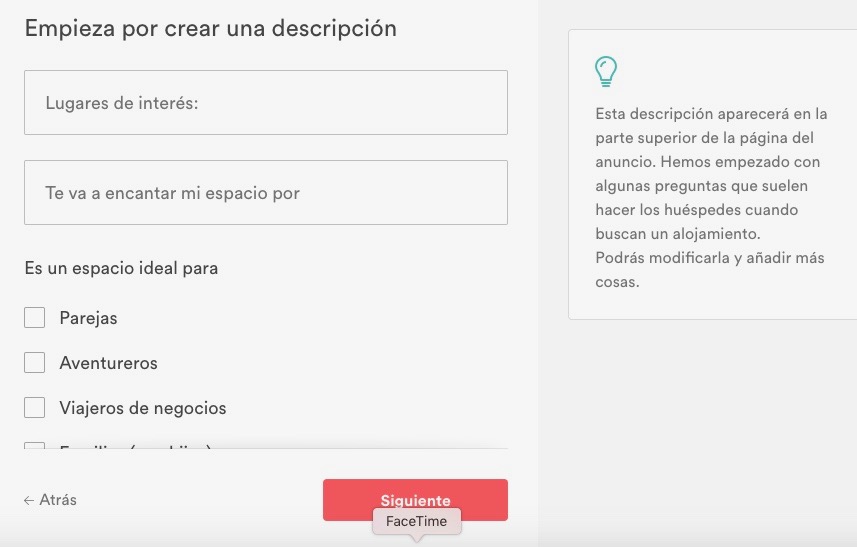 Empieza por crear una descripción
Lugares de interés:
Te va a encantar mi espacio por
Es un espacio ideal para
Parejas
Aventureros
Viajeros de negocios
← Atrás
Siguiente
FaceTime
Esta descripción aparecerá en la
parte superior de la página del
anuncio. Hemos empezado con
algunas preguntas que suelen
hacer los huéspedes cuando
buscan un alojamiento.
Podrás modificarla y añadir más
cosas.